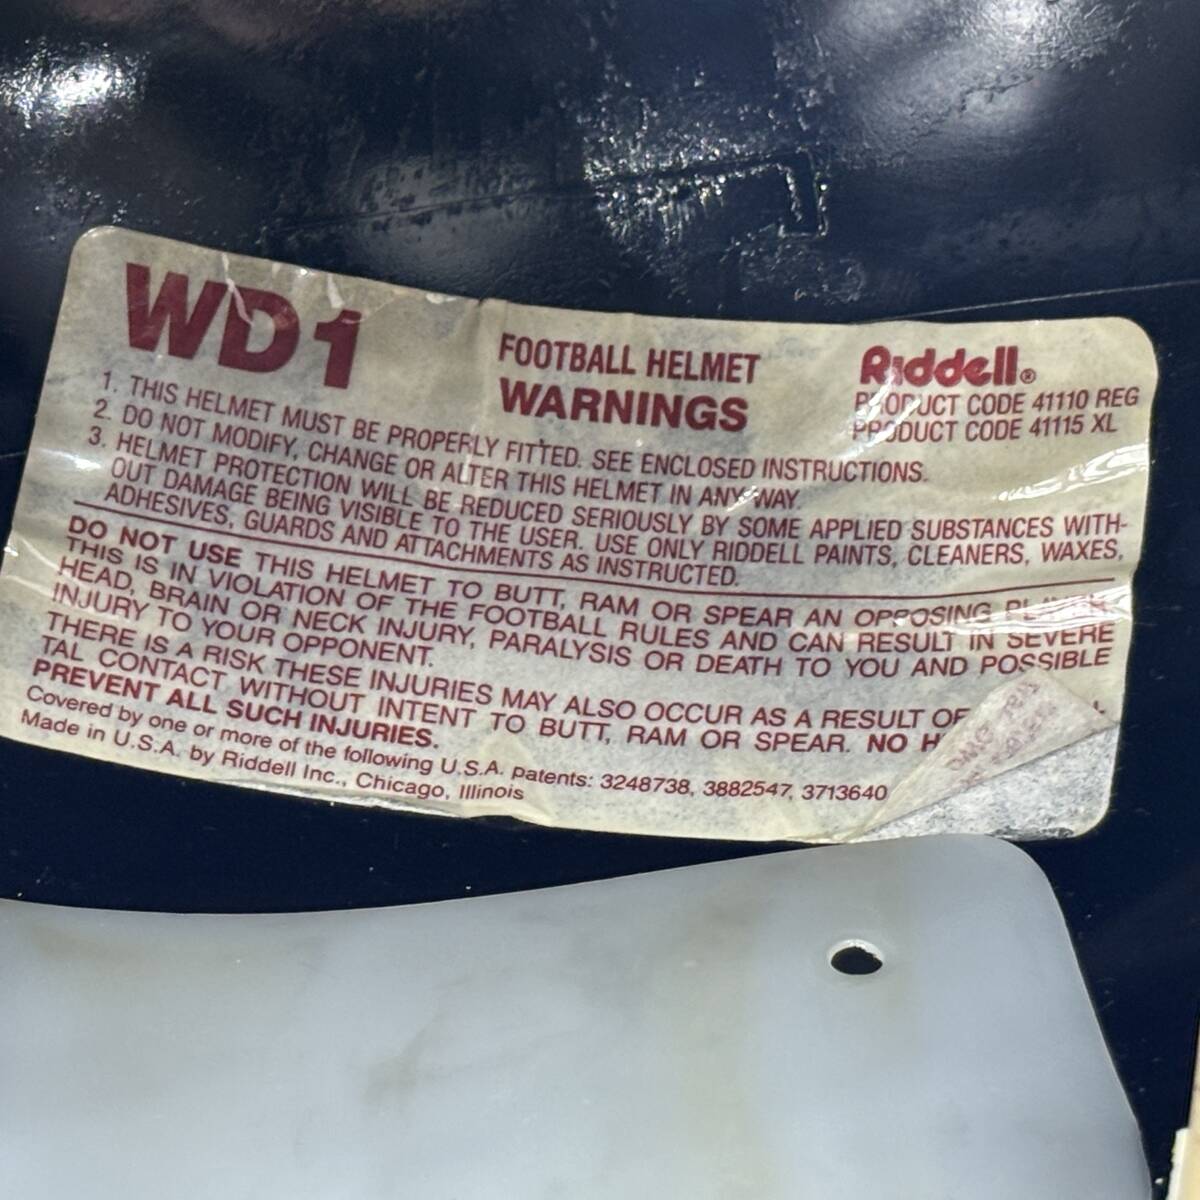 WD1
FOOTBALL HELMET
WARNINGS
Riddell®
PRODUCT CODE 41110 REG
PRODUCT CODE 41115 XL
1. THIS HELMET MUST BE PROPERLY FITTED. SEE ENCLOSED INSTRUCTIONS.
2. DO NOT MODIFY, CHANGE OR ALTER THIS HELMET IN ANY WAY.
3. HELMET PROTECTION WILL BE REDUCED SERIOUSLY BY SOME APPLIED SUBSTANCES WITH-
OUT DAMAGE BEING VISIBLE TO THE USER. USE ONLY RIDDELL PAINTS, CLEANERS, WAXES,
ADHESIVES, GUARDS AND ATTACHMENTS AS INSTRUCTED.
DO NOT USE THIS HELMET TO BUTT, RAM OR SPEAR AN OPPOSING PLAYER.
THIS IS IN VIOLATION OF THE FOOTBALL RULES AND CAN RESULT IN SEVERE
HEAD, BRAIN OR NECK INJURY, PARALYSIS OR DEATH TO YOU AND POSSIBLE
INJURY TO YOUR OPPONENT.
THERE IS A RISK THESE INJURIES MAY ALSO OCCUR AS A RESULT OF
TAL CONTACT WITHOUT INTENT TO BUTT, RAM OR SPEAR. NO
PREVENT ALL SUCH INJURIES.
Covered by one or more of the following U.S.A. patents: 3248738, 3882547, 3713640
Made in U.S.A. by Riddell Inc., Chicago, Illinois